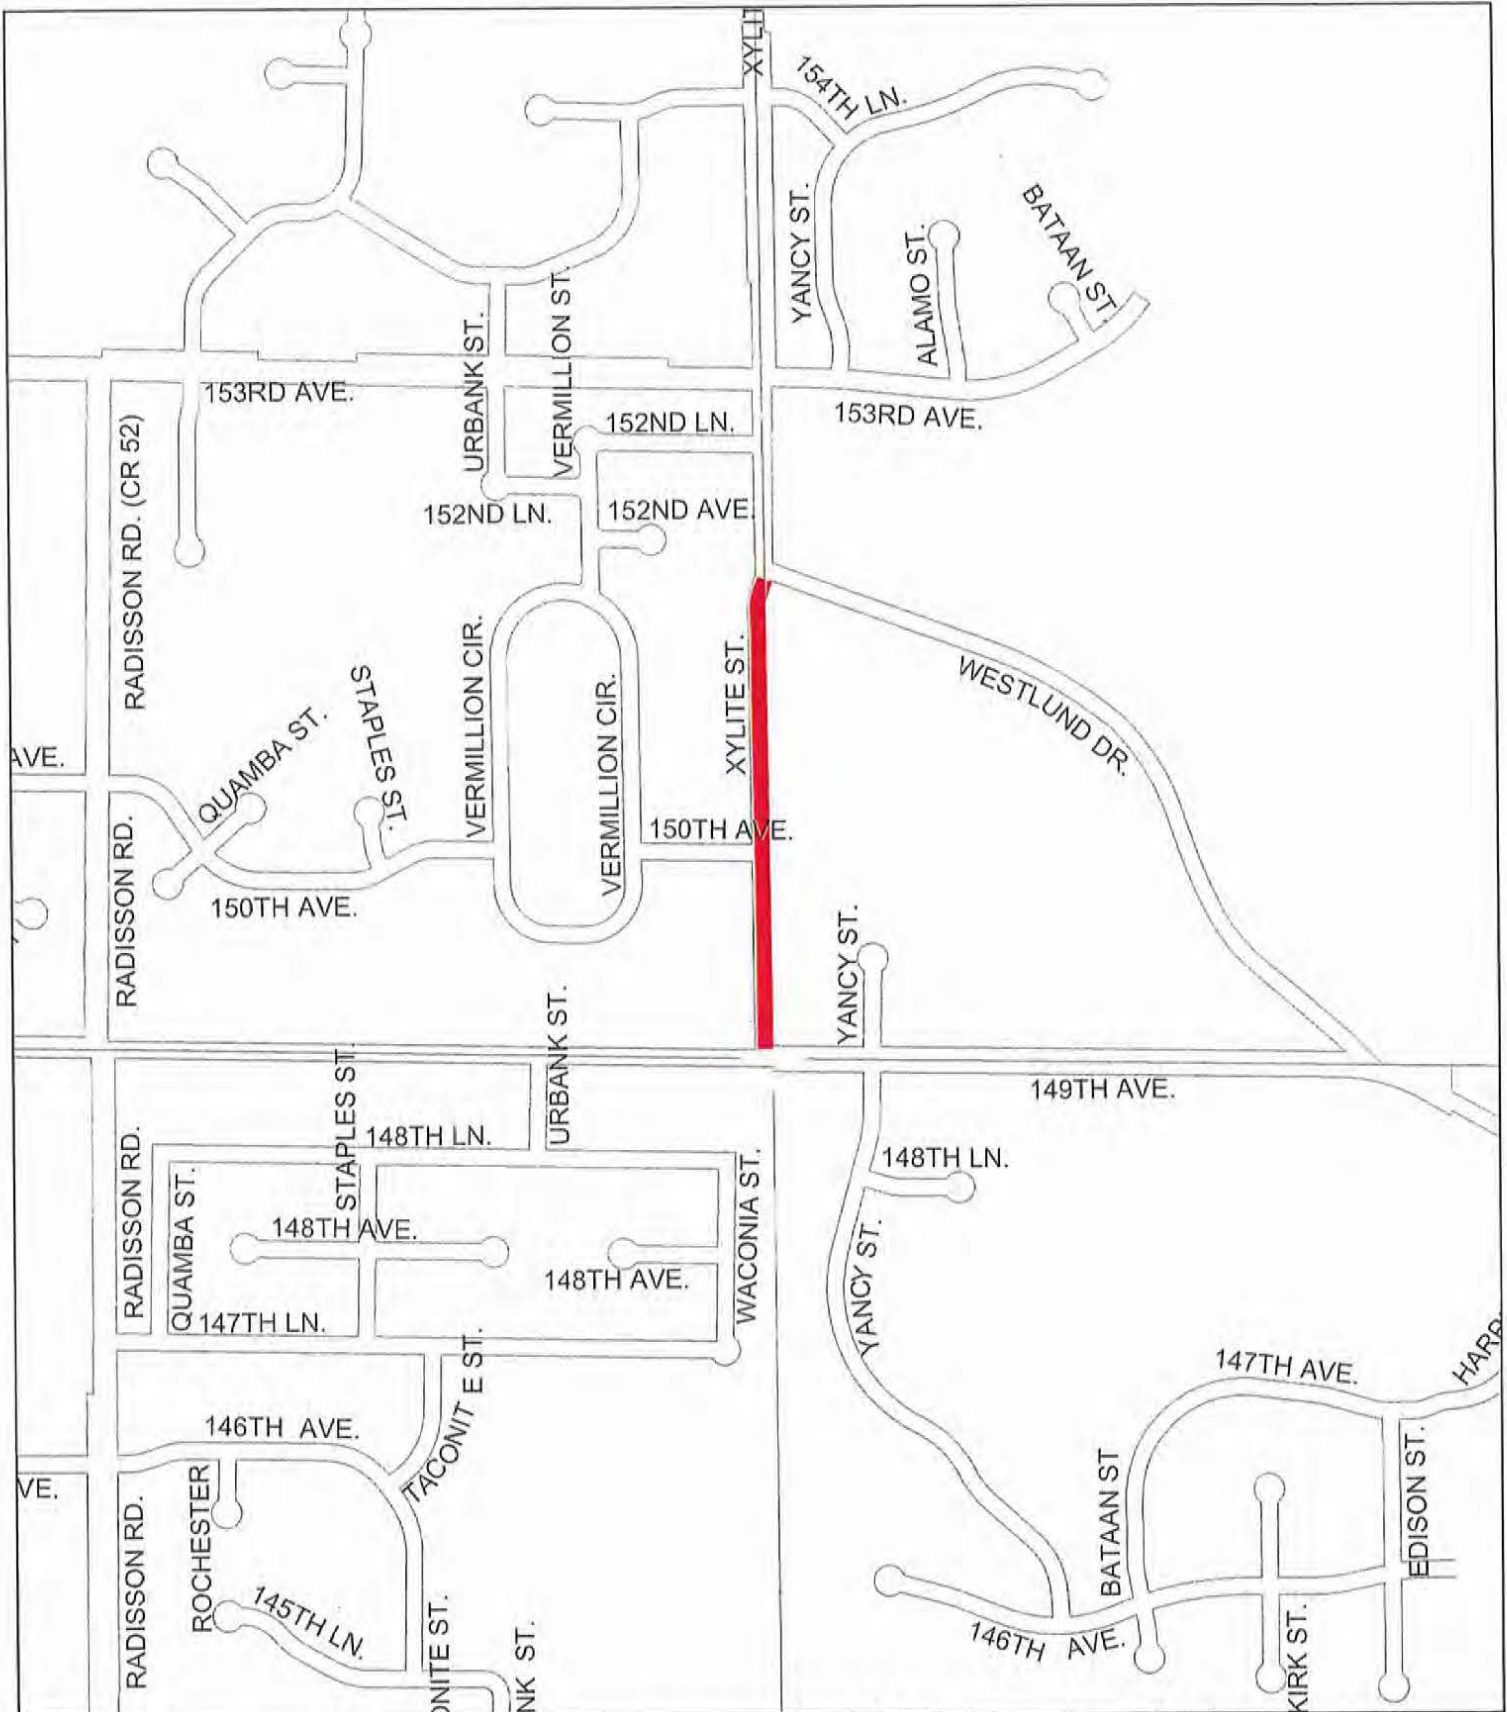 XYLIT
154TH LN.
YANCY ST.
ALAMO ST.
BATAAN ST.
URBANK ST.
VERMILLION ST.
153RD AVE.
153RD AVE.
152ND LN.
RADISSON RD. (CR 52)
152ND LN.
152ND AVE.
XYLITE ST.
WESTLUND DR.
VERMILLION CIR.
VERMILLION CIR.
STAPLES ST.
QUAMBA ST.
AVE.
150TH AVE.
RADISSON RD.
150TH AVE.
YANCY ST.
URBANK ST.
149TH AVE.
STAPLES ST.
148TH LN.
148TH LN.
RADISSON RD.
QUAMBA ST.
WACONIA ST.
148TH AVE.
148TH AVE.
YANCY ST.
147TH LN.
TACONIT E ST.
147TH AVE.
HARP
146TH AVE.
VE.
ROCHESTER
BATAAN ST
EDISON ST.
RADISSON RD.
145TH LN.
146TH AVE.
ONITE ST.
NK ST.
KIRK ST.